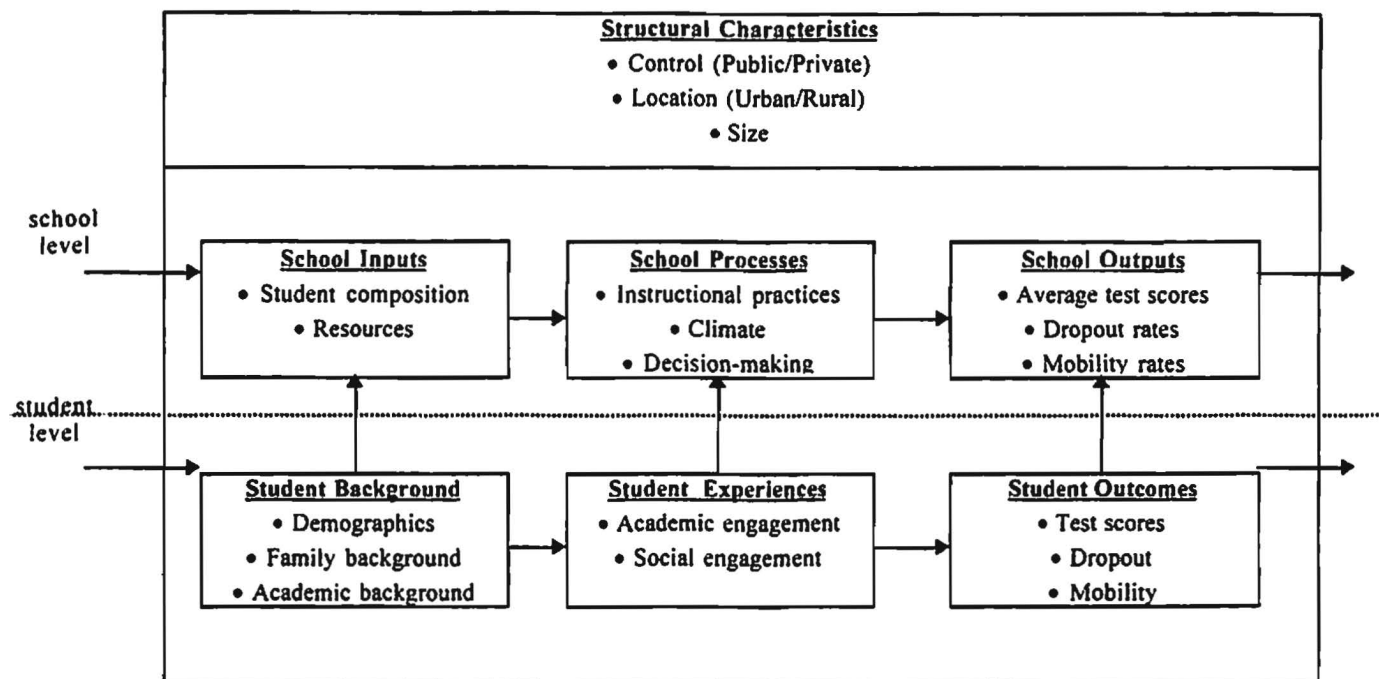 Structural Characteristics
• Control (Public/Private)
• Location (Urban/Rural)
• Size
school
level
School Inputs
• Student composition
• Resources
School Processes
• Instructional practices
• Climate
• Decision-making
School Outputs
• Average test scores
• Dropout rates
• Mobility rates
student
level
Student Background
• Demographics
• Family background
• Academic background
Student Experiences
• Academic engagement
• Social engagement
Student Outcomes
• Test scores
• Dropout
• Mobility